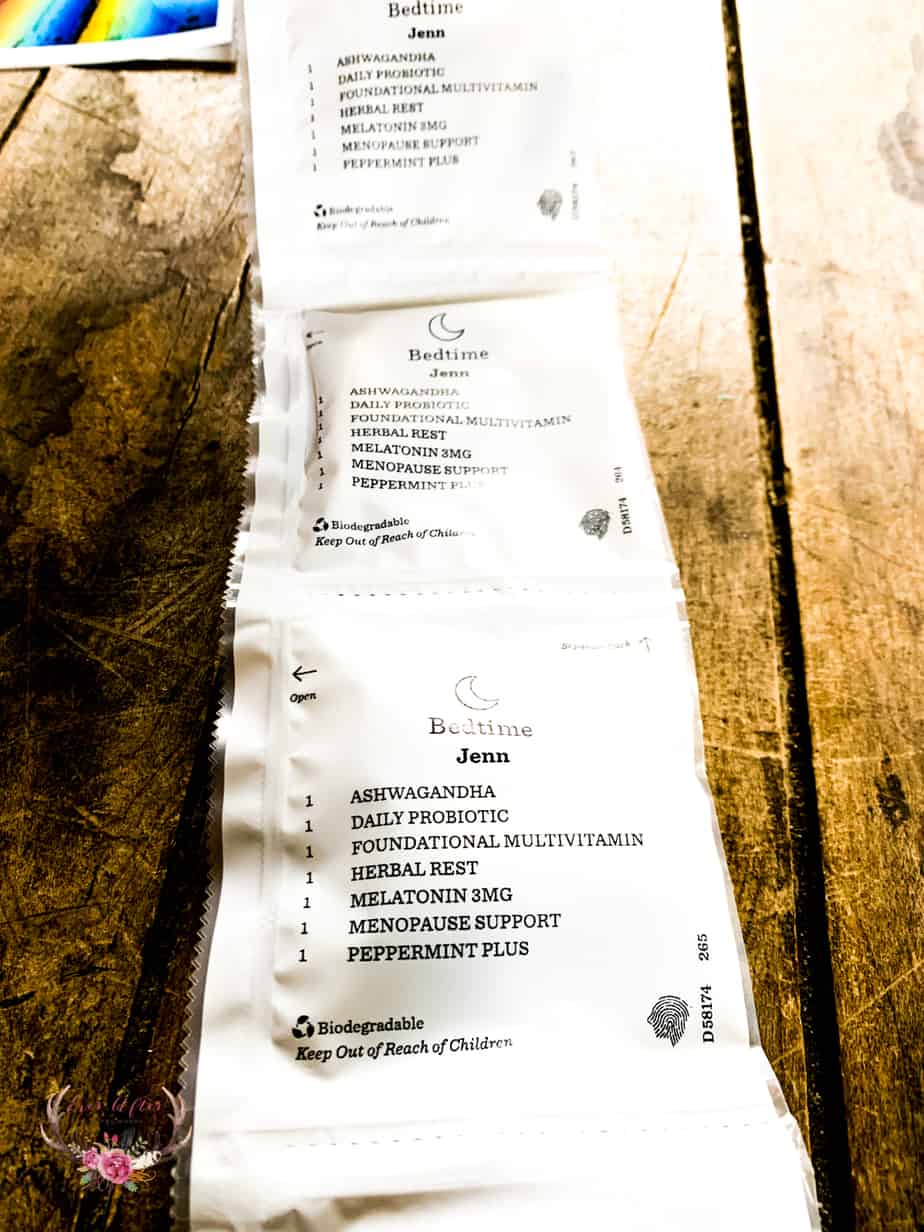 Bedtime
Jenn
1 ASHWAGANDHA
1 DAILY PROBIOTIC
1 FOUNDATIONAL MULTIVITAMIN
1 HERBAL REST
1 MELATONIN 3MG
1 MENOPAUSE SUPPORT
1 PEPPERMINT PLUS
Biodegradable
Keep Out of Reach of Children
Bedtime
Jenn
1 ASHWAGANDHA
1 DAILY PROBIOTIC
1 FOUNDATIONAL MULTIVITAMIN
1 HERBAL REST
1 MELATONIN 3MG
1 MENOPAUSE SUPPORT
1 PEPPERMINT PLUS
Biodegradable
Keep Out of Reach of Children
D58174 264
Open
Bedtime
Jenn
1 ASHWAGANDHA
1 DAILY PROBIOTIC
1 FOUNDATIONAL MULTIVITAMIN
1 HERBAL REST
1 MELATONIN 3MG
1 MENOPAUSE SUPPORT
1 PEPPERMINT PLUS
Biodegradable
Keep Out of Reach of Children
D58174 265